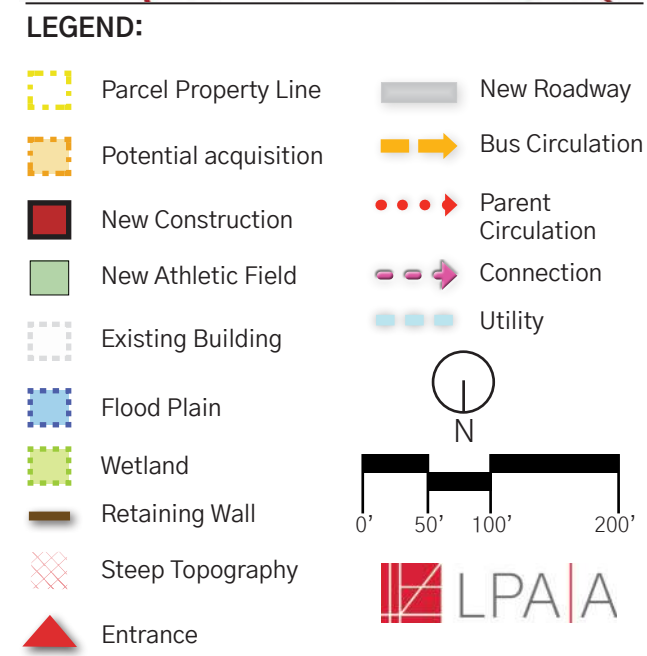 LEGEND:
Parcel Property Line
Potential acquisition
New Construction
New Athletic Field
Existing Building
Flood Plain
Wetland
Retaining Wall
Steep Topography
Entrance
New Roadway
Bus Circulation
Parent
Circulation
Connection
Utility
N
0’ 50’ 100’ 200’
LPA|A